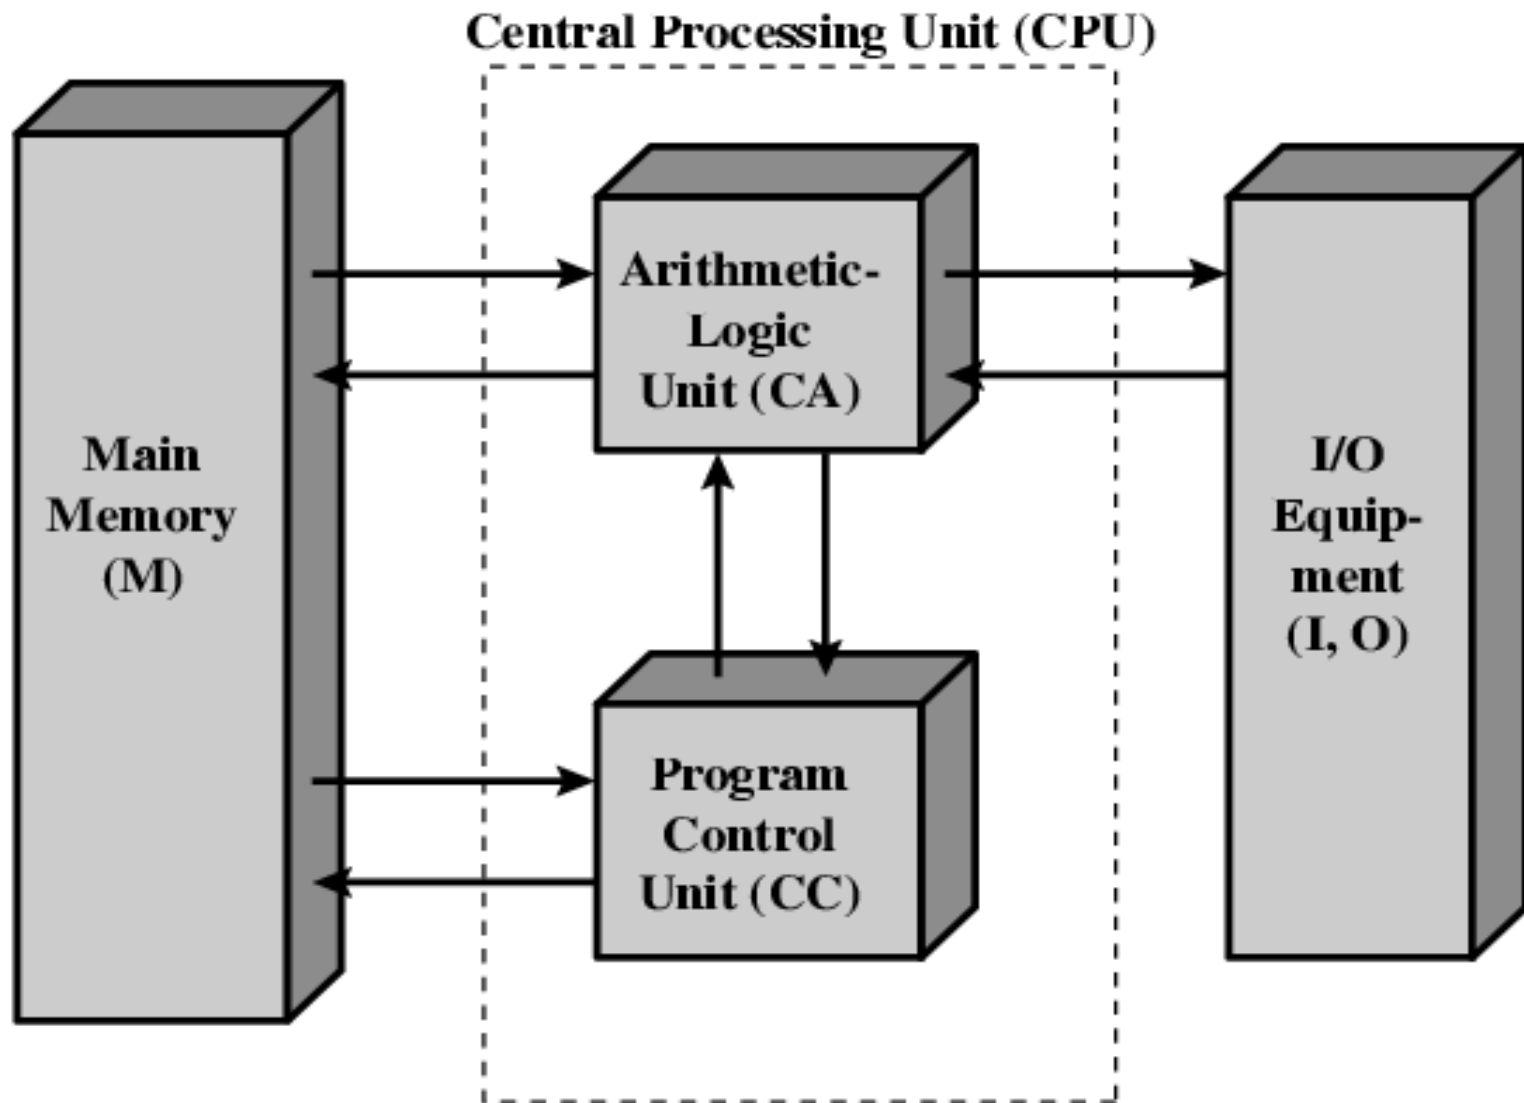 Central Processing Unit (CPU)
Main
Memory
(M)
Arithmetic-
Logic
Unit (CA)
Program
Control
Unit (CC)
I/O
Equip-
ment
(I, O)